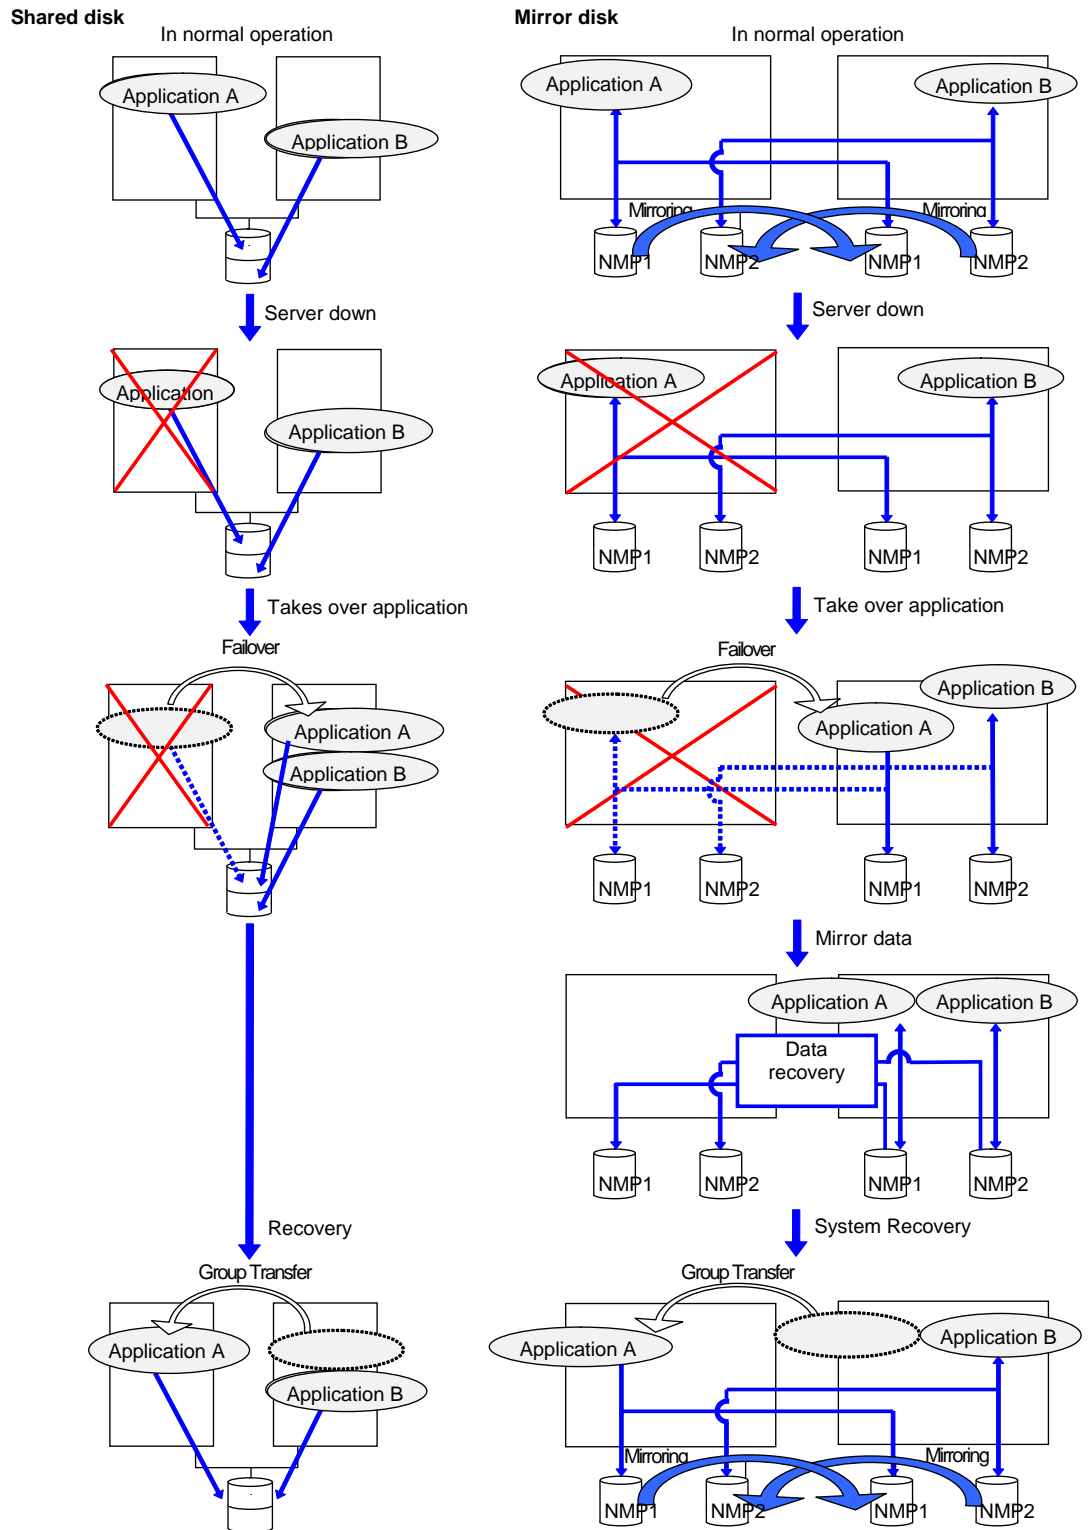 Shared disk
In normal operation
Application A
Application B
Server down
Application
Application B
Takes over application
Failover
Application A
Application B
Recovery
Group Transfer
Application A
Application B
Mirror disk
In normal operation
Application A
Application B
Mirroring
Mirroring
NMP1
NMP2
NMP1
NMP2
Server down
Application A
Application B
NMP1
NMP2
NMP1
NMP2
Take over application
Failover
Application B
Application A
NMP1
NMP2
NMP1
NMP2
Mirror data
Application A
Application B
Data
recovery
NMP1
NMP2
NMP1
NMP2
System Recovery
Group Transfer
Application A
Application B
Mirroring
Mirroring
NMP1
NMP2
NMP1
NMP2